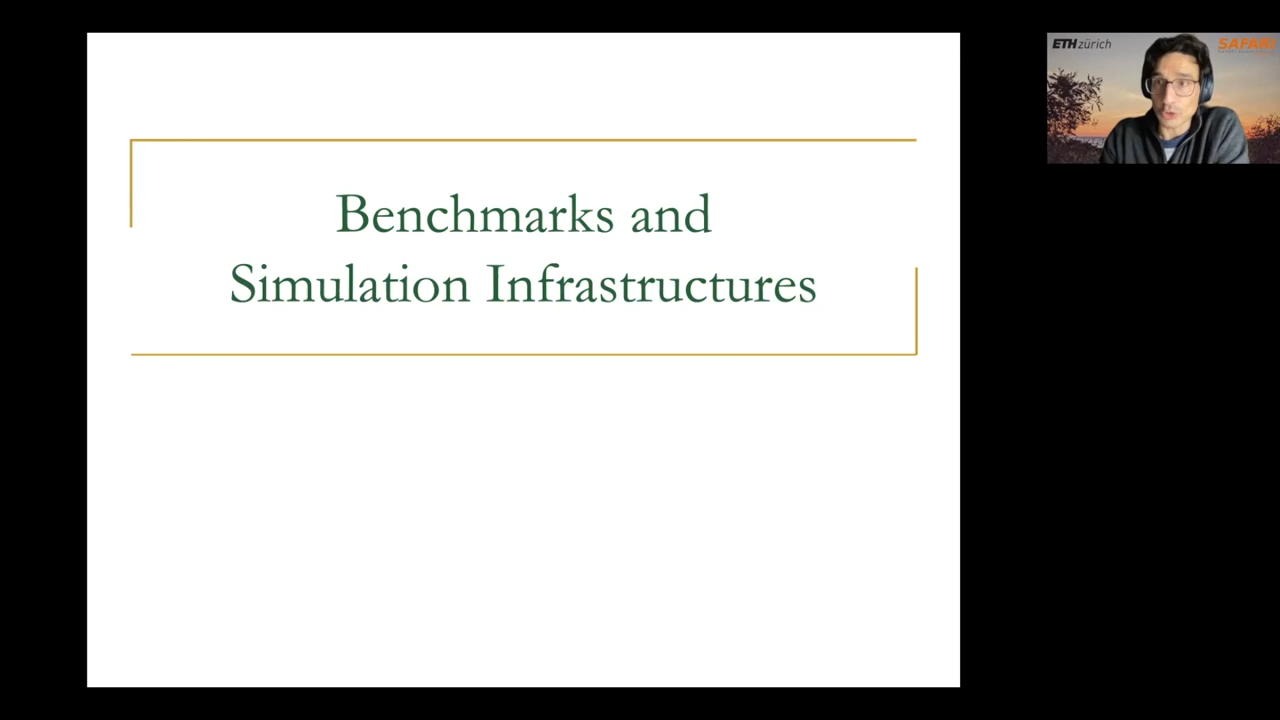 Benchmarks and
Simulation Infrastructures
ETH zürich
SAFARI